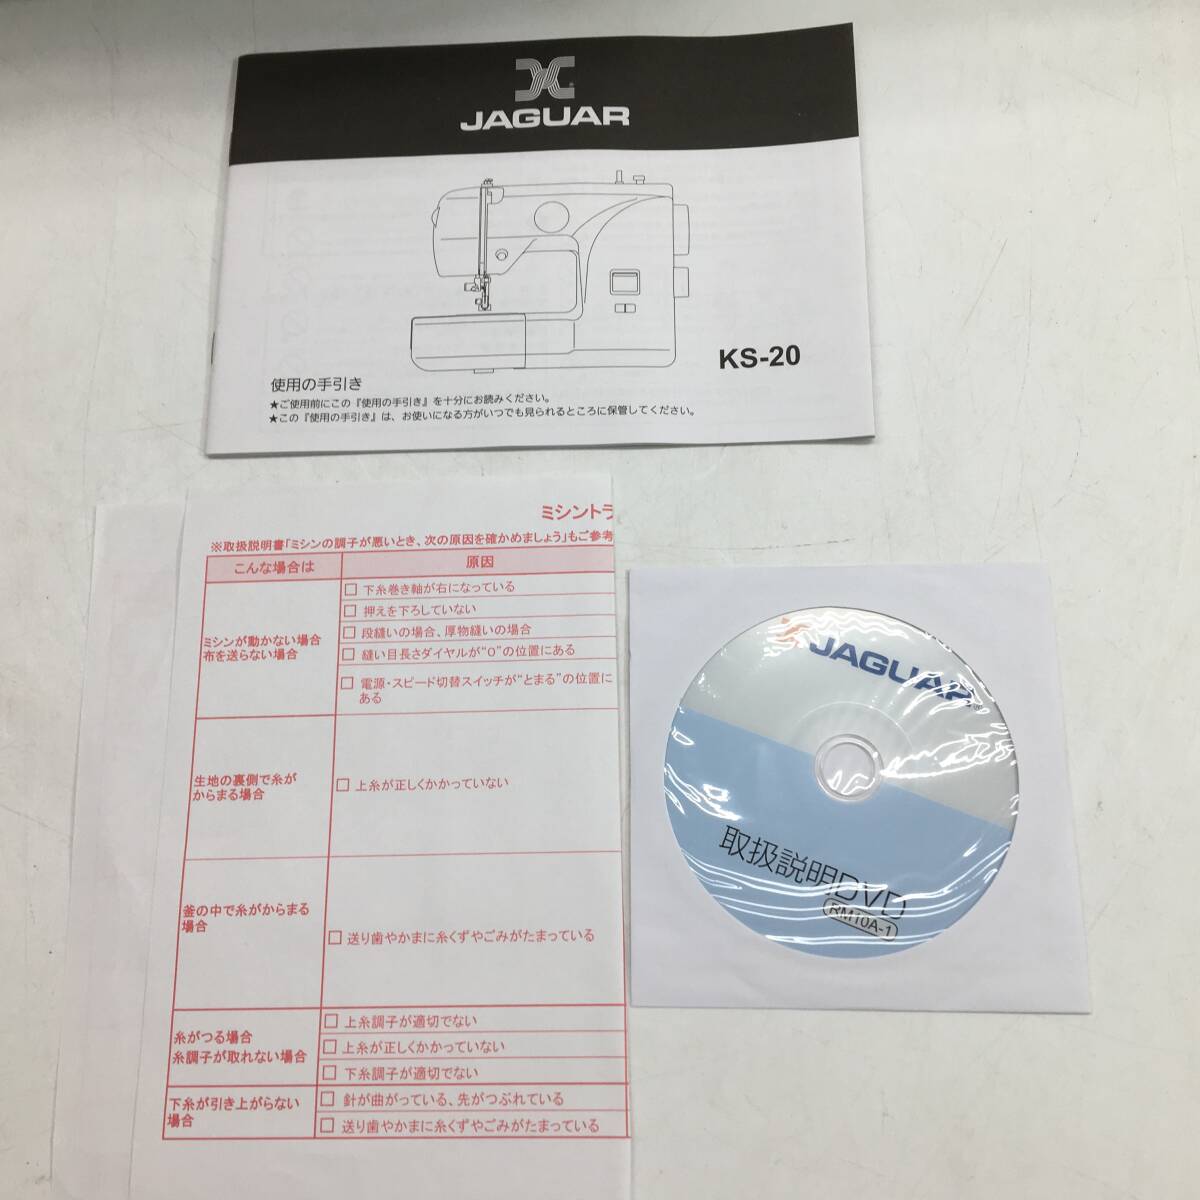 JAGUAR
KS-20
使用の手引き
★ご使用前にこの『使用の手引き』を十分にお読みください。
★この『使用の手引き』は、お使いになる方がいつでも見られるところに保管してください。
ミシントラ
※取扱説明書「ミシンの調子が悪いとき、次の原因を確かめましょう」もご参考
こんな場合は
原因
ミシンが動かない場合
布を送らない場合
□ 下糸巻き軸が右になっている
□ 押えを下ろしていない
□ 段縫いの場合、厚物縫いの場合
□ 縫い目長さダイヤルが“0”の位置にある
□ 電源・スピード切替スイッチが“とまる”の位置に
ある
生地の裏側で糸が
からまる場合
□ 上糸が正しくかかっていない
釜の中で糸がからまる
場合
□ 送り歯やかまに糸くずやごみがたまっている
糸がつる場合
糸調子が取れない場合
□ 上糸調子が適切でない
□ 上糸が正しくかかっていない
□ 下糸調子が適切でない
下糸が引き上がらない
場合
□ 針が曲がっている、先がつぶれている
□ 送り歯やかまに糸くずやごみがたまっている
JAGUAR®
取扱説明DVD
RM10A-1